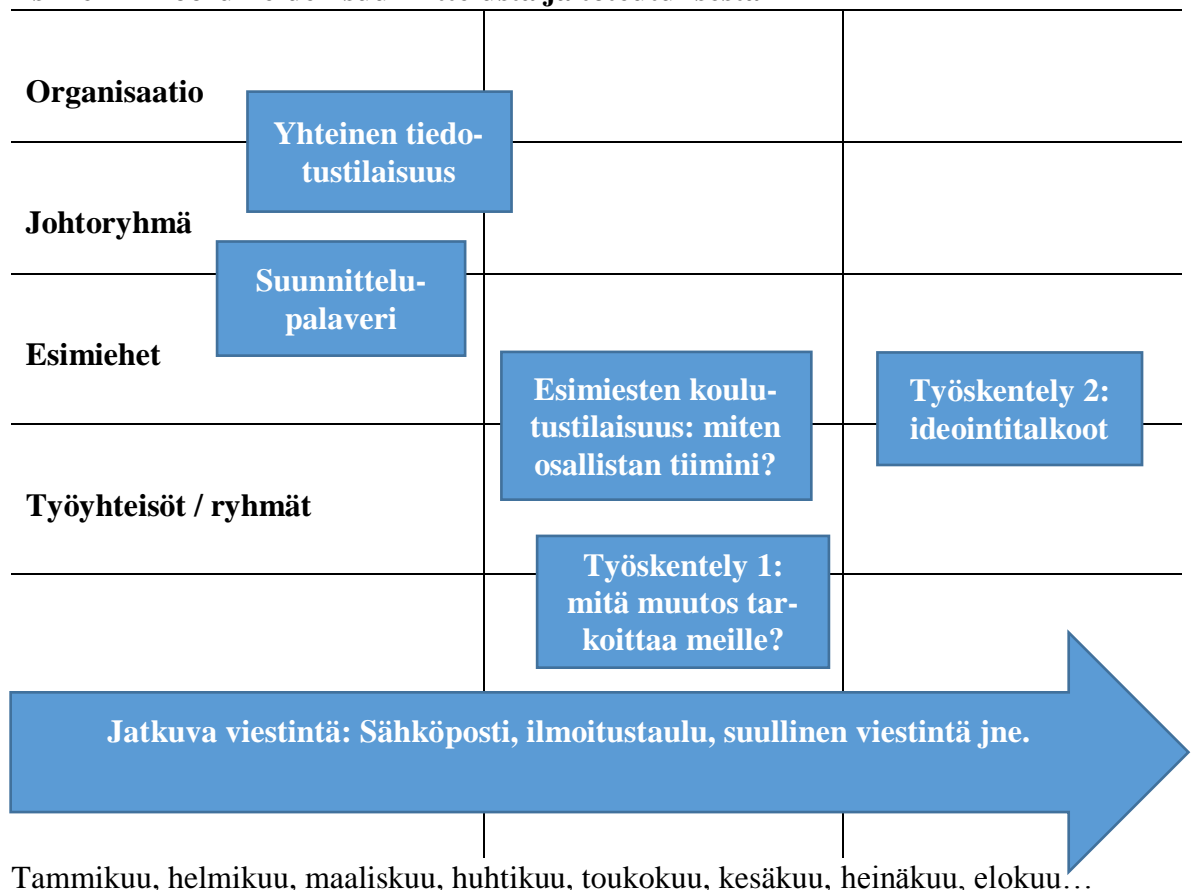 Organisaatio
Yhteinen tiedo-
tustilaisuus
Johtoryhmä
Suunnittelu-
palaveri
Esimiehet
Esimiesten koulu-
tustilaisuus: miten
osallistan tiimini?
Työskentely 2:
ideointitalkoot
Työyhteisöt / ryhmät
Työskentely 1:
mitä muutos tar-
koittaa meille?
Jatkuva viestintä: Sähköposti, ilmoitustaulu, suullinen viestintä jne.
Tammikuu, helmikuu, maaliskuu, huhtikuu, toukokuu, kesäkuu, heinäkuu, elokuu…